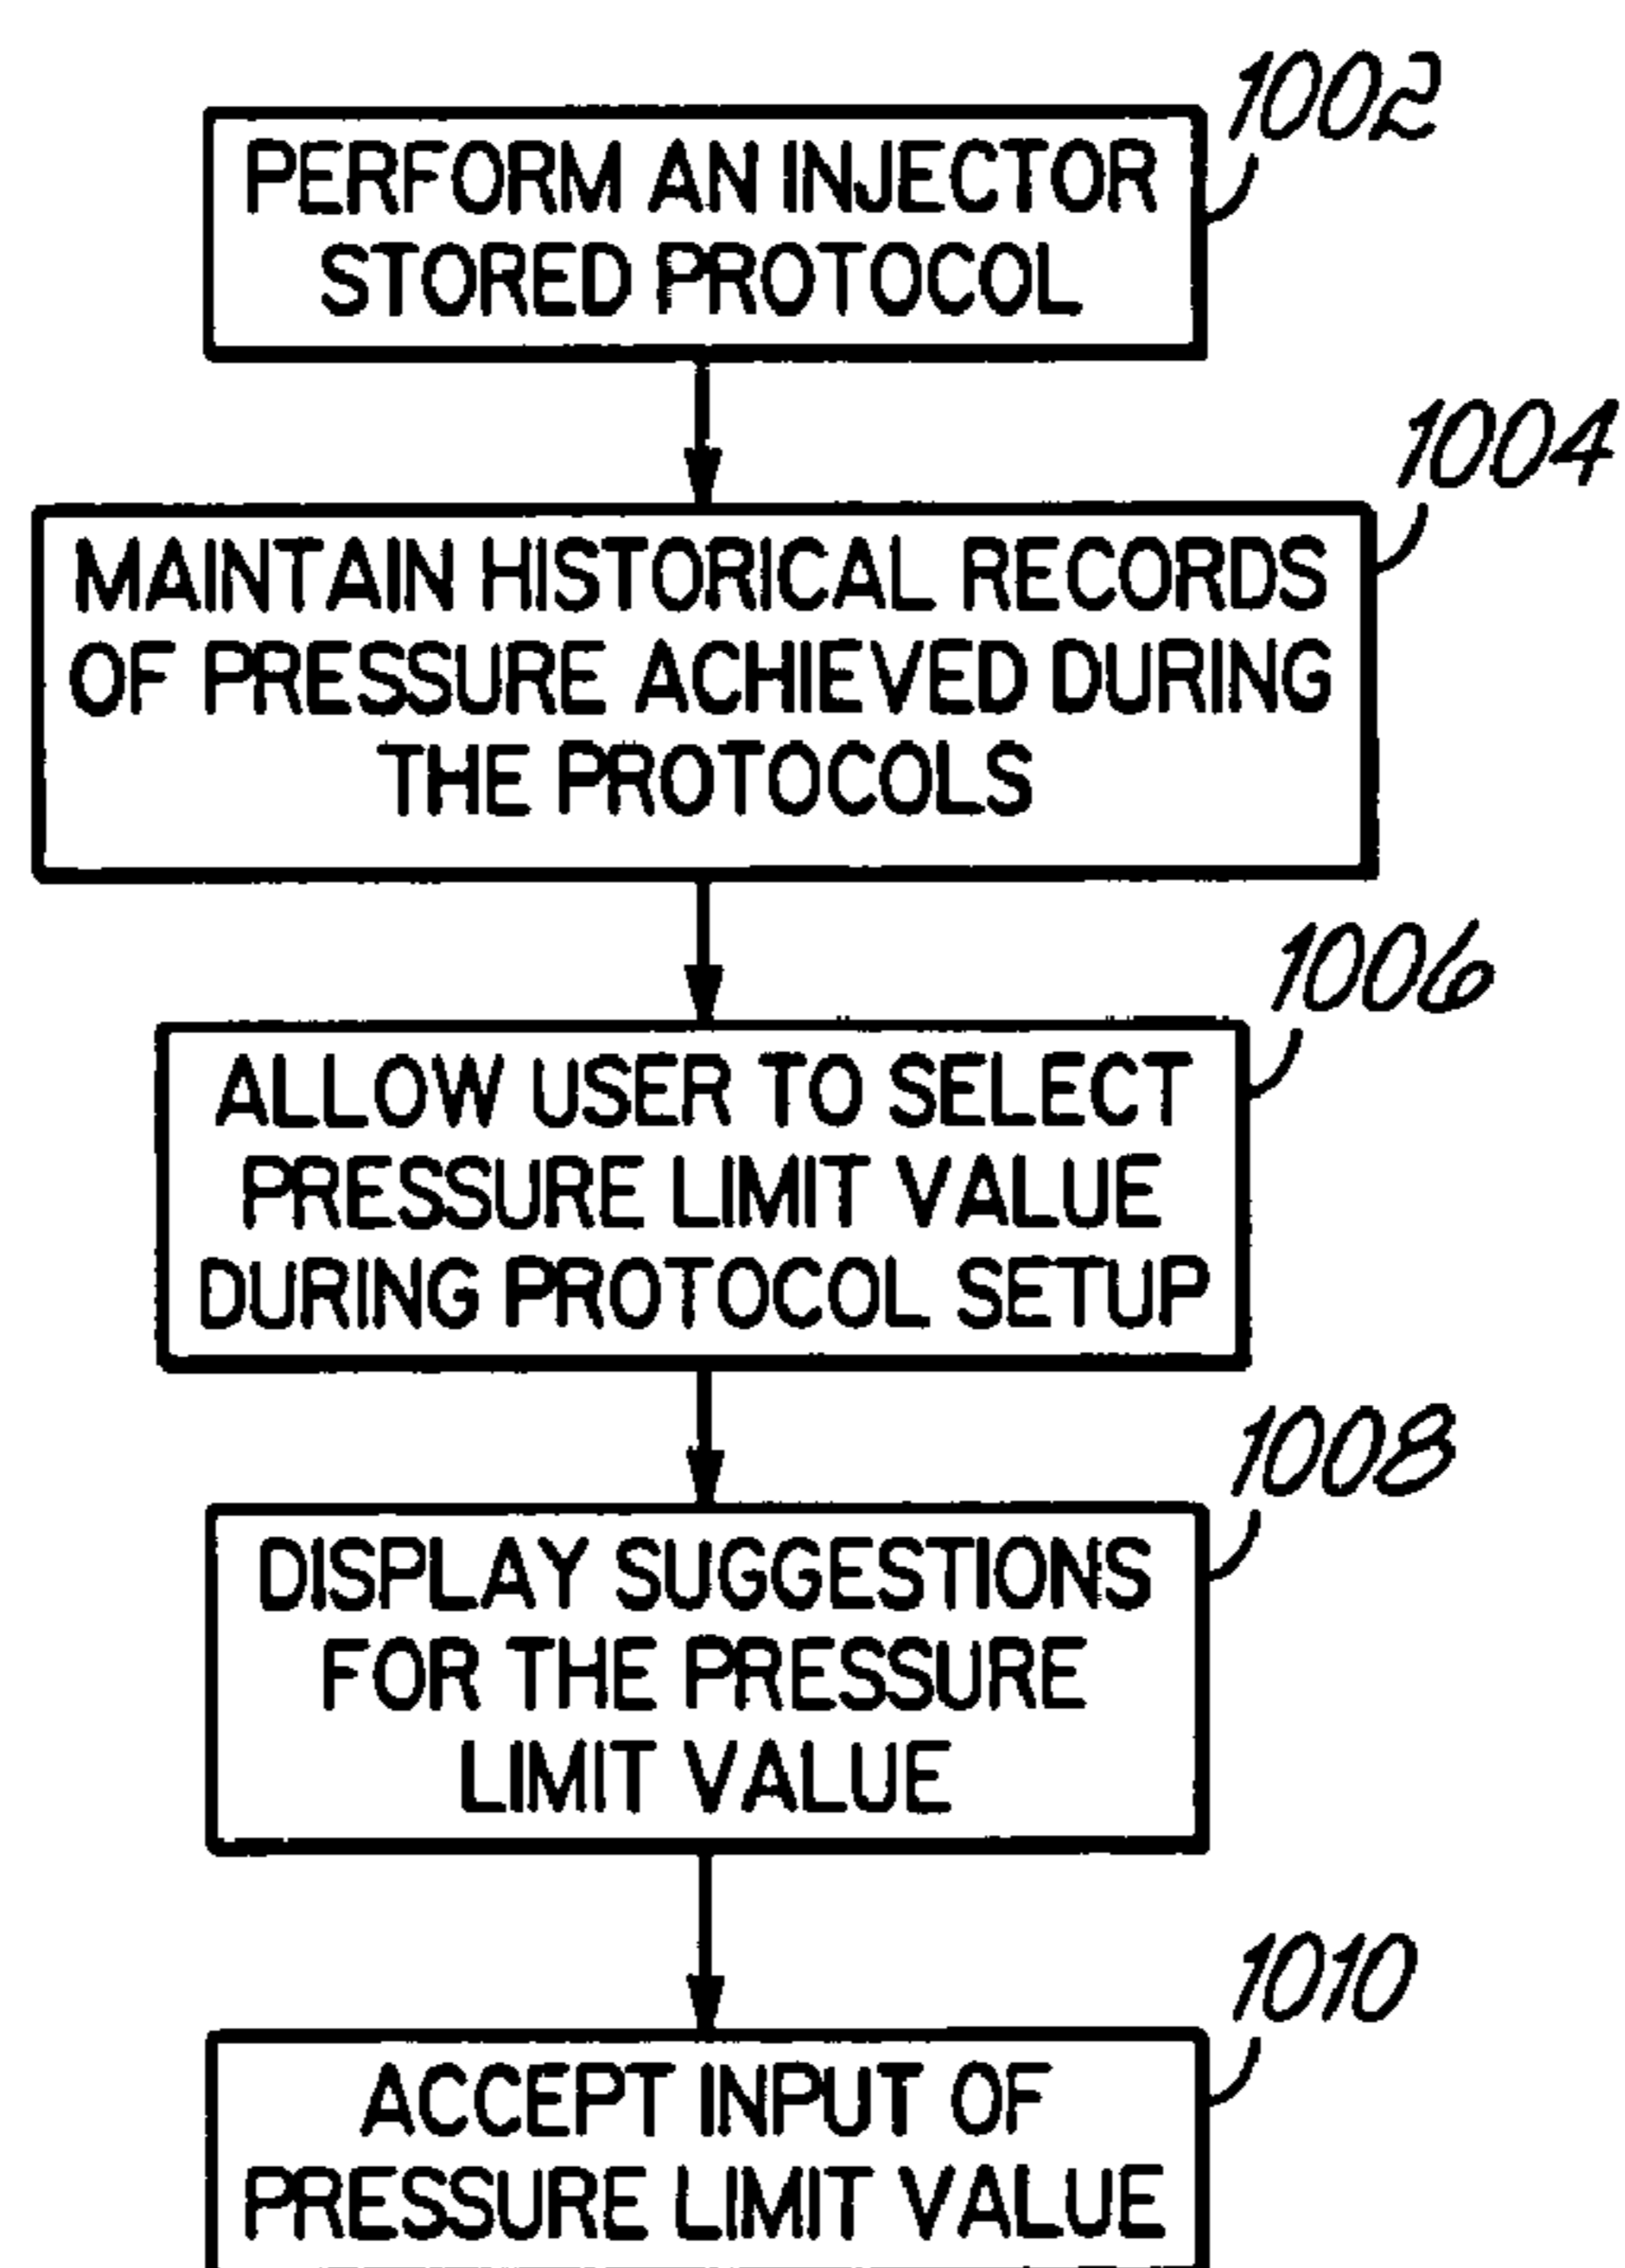 1002
PERFORM AN INJECTOR
STORED PROTOCOL
1004
MAINTAIN HISTORICAL RECORDS
OF PRESSURE ACHIEVED DURING
THE PROTOCOLS
1006
ALLOW USER TO SELECT
PRESSURE LIMIT VALUE
DURING PROTOCOL SETUP
1008
DISPLAY SUGGESTIONS
FOR THE PRESSURE
LIMIT VALUE
1010
ACCEPT INPUT OF
PRESSURE LIMIT VALUE